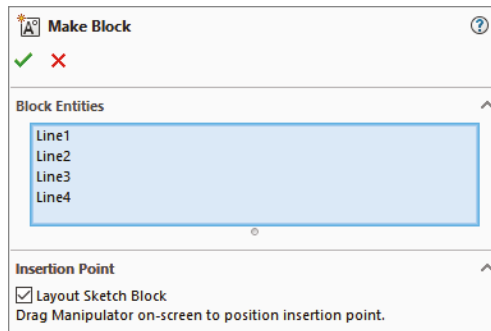 Make Block
Block Entities
Line1
Line2
Line3
Line4
Insertion Point
Layout Sketch Block
Drag Manipulator on-screen to position insertion point.